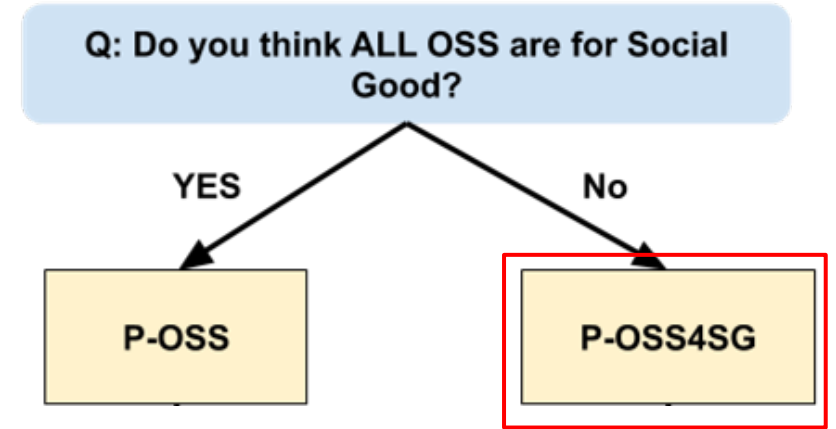 Q: Do you think ALL OSS are for Social
Good?
YES
No
P-OSS
P-OSS4SG